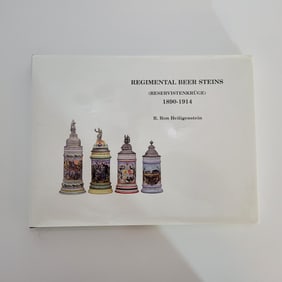 REGIMENTAL BEER STEINS
(RESERVISTENKRÜGE)
1890-1914
R. Ron Heiligenstein